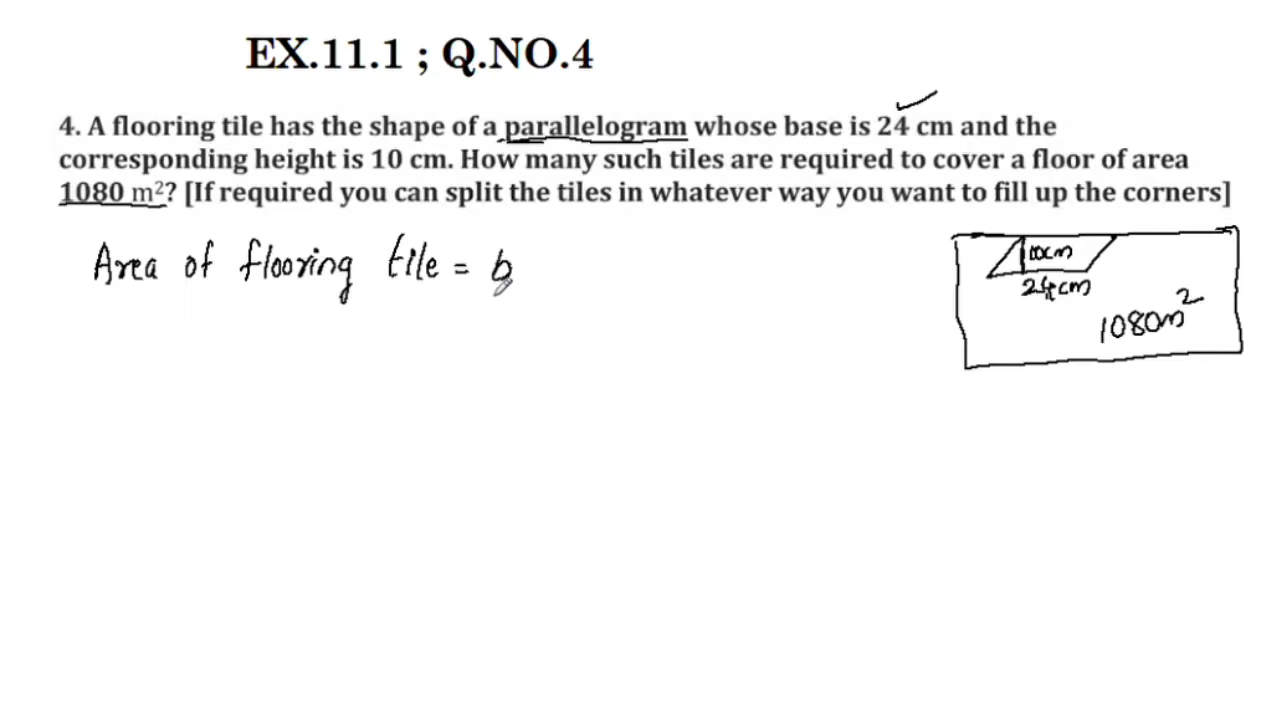 EX.11.1 ; Q.NO.4
4. A flooring tile has the shape of a parallelogram whose base is 24 cm and the
corresponding height is 10 cm. How many such tiles are required to cover a floor of area
1080 m²? [If required you can split the tiles in whatever way you want to fill up the corners]
Area of flooring tile = b
10cm
24cm
1080m²